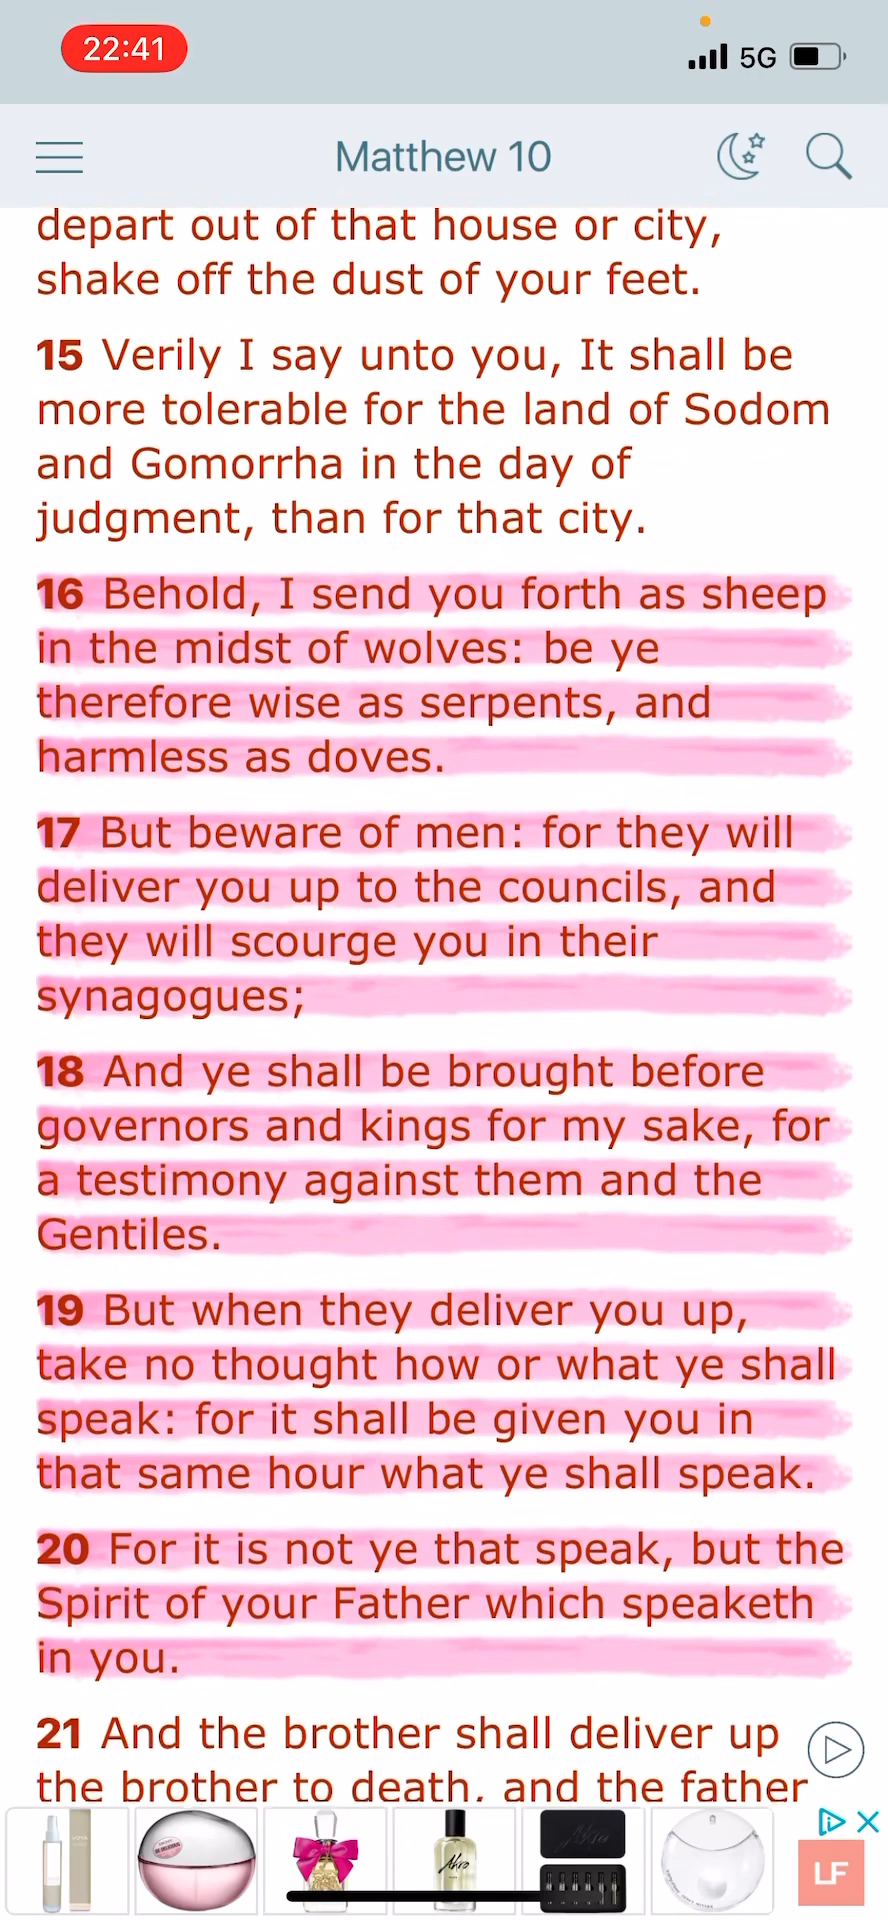 22:41
5G
Matthew 10
depart out of that house or city,
shake off the dust of your feet.
15 Verily I say unto you, It shall be
more tolerable for the land of Sodom
and Gomorrha in the day of
judgment, than for that city.
16 Behold, I send you forth as sheep
in the midst of wolves: be ye
therefore wise as serpents, and
harmless as doves.
17 But beware of men: for they will
deliver you up to the councils, and
they will scourge you in their
synagogues;
18 And ye shall be brought before
governors and kings for my sake, for
a testimony against them and the
Gentiles.
19 But when they deliver you up,
take no thought how or what ye shall
speak: for it shall be given you in
that same hour what ye shall speak.
20 For it is not ye that speak, but the
Spirit of your Father which speaketh
in you.
21 And the brother shall deliver up
the brother to death, and the father
Akro
LF